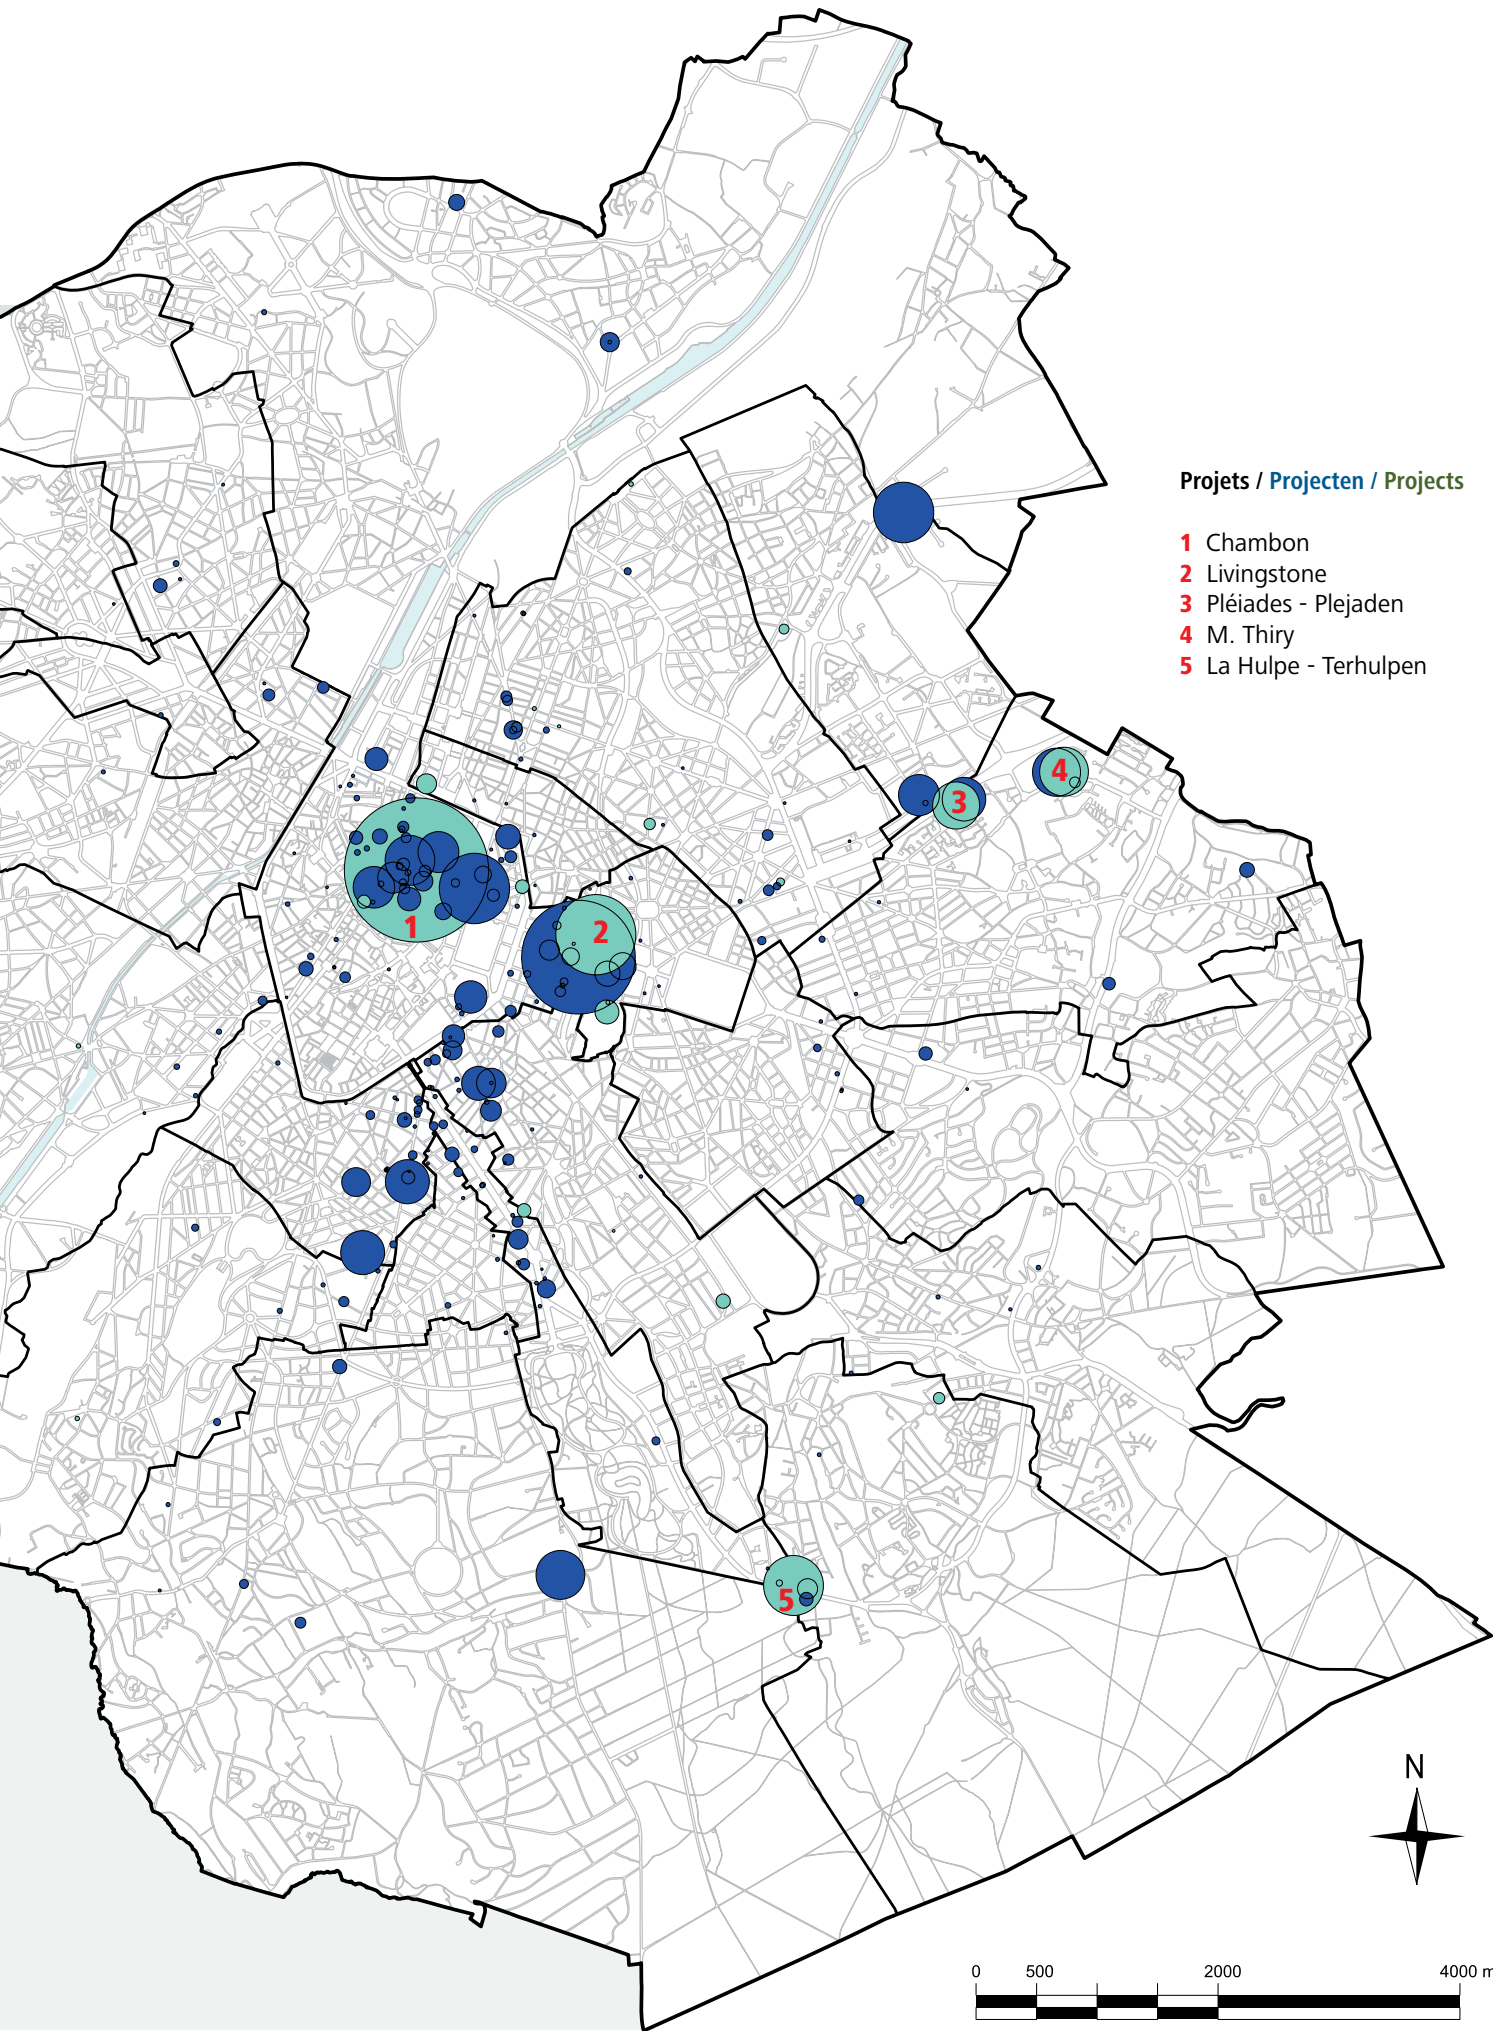 Projets / Projecten / Projects
1 Chambon
2 Livingstone
3 Pléiades - Plejaden
4 M. Thiry
5 La Hulpe - Terhulpen
4
3
1
2
5
N
0 500 2000 4000 m